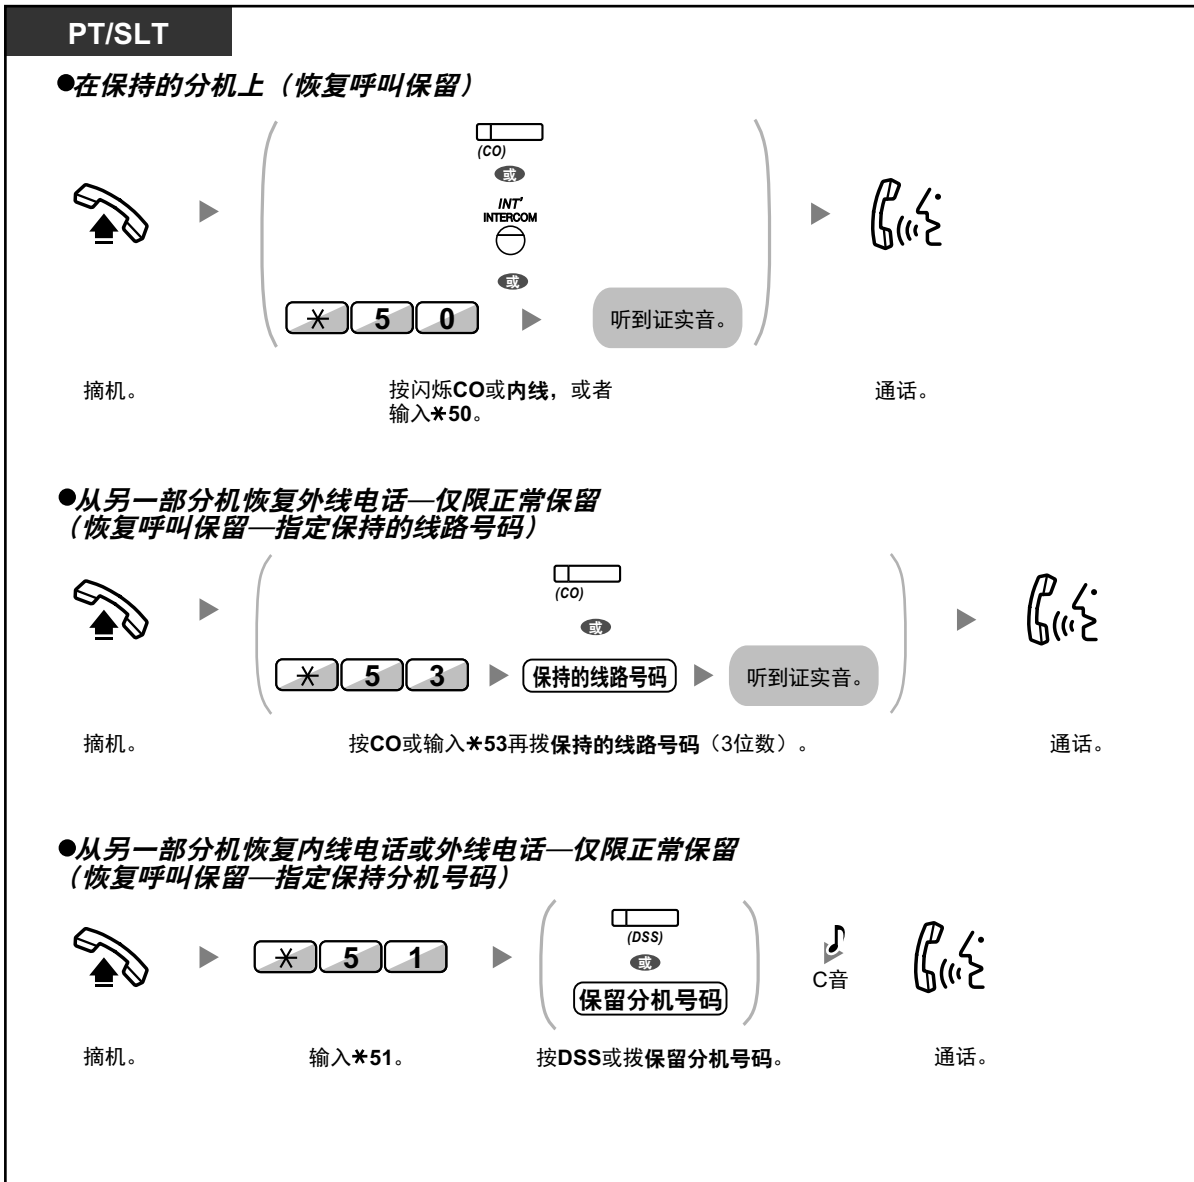 PT/SLT
●在保持的分机上（恢复呼叫保留）
(CO)
或
INT'
INTERCOM
或
＊ 5 0
听到证实音。
摘机。
按闪烁CO或内线，或者
输入＊50。
通话。
●从另一部分机恢复外线电话—仅限正常保留
（恢复呼叫保留—指定保持的线路号码）
(CO)
或
＊ 5 3 保持的线路号码 听到证实音。
摘机。
按CO或输入＊53再拨保持的线路号码（3位数）。
通话。
●从另一部分机恢复内线电话或外线电话—仅限正常保留
（恢复呼叫保留—指定保持分机号码）
(DSS)
或
＊ 5 1
保留分机号码
C音
摘机。
输入＊51。
按DSS或拨保留分机号码。
通话。